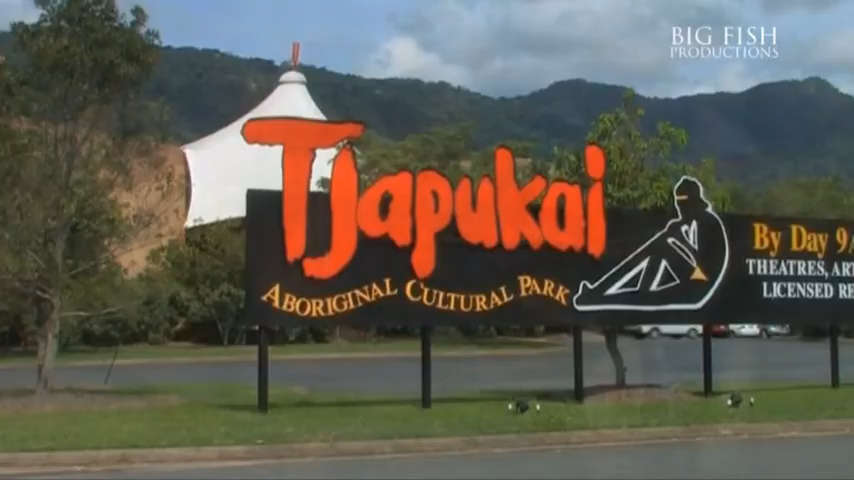 BIG FISH
PRODUCTIONS
Tjapukai
ABORIGINAL CULTURAL PARK
By Day 9
THEATRES, ART
LICENSED RE